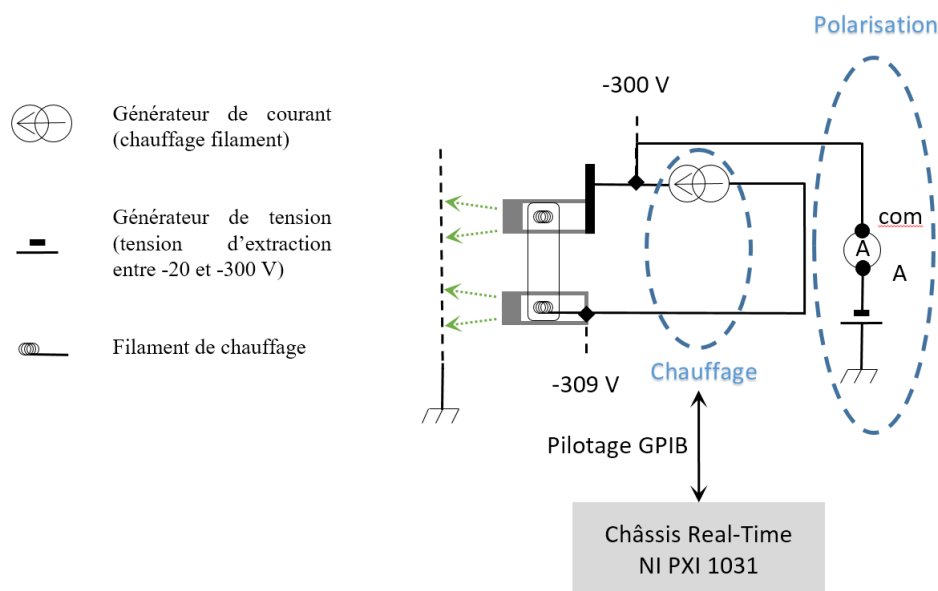 Polarisation
-300 V
Générateur de courant
(chauffage filament)
Générateur de tension
(tension d’extraction
entre -20 et -300 V)
com
A
A
Filament de chauffage
-309 V
Chauffage
Pilotage GPIB
Châssis Real-Time
NI PXI 1031